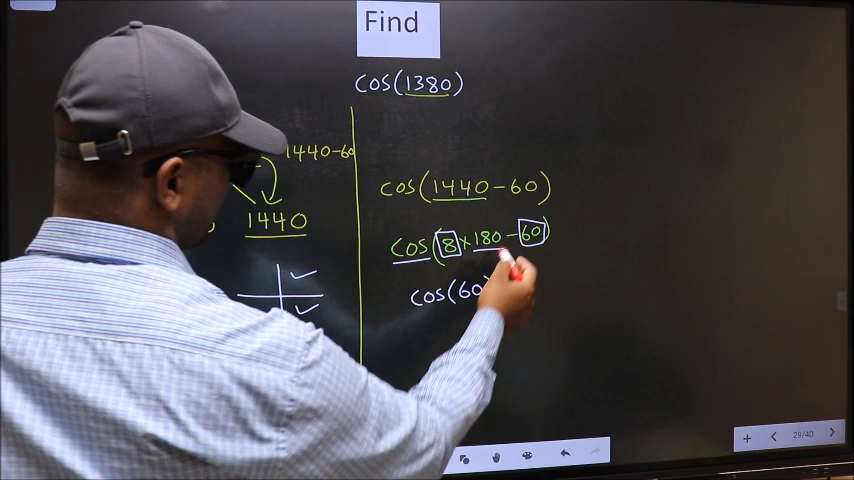 Find
cos(1380)
1440-60
1440
cos(1440-60)
cos(8×180-60)
cos(60)
29/40